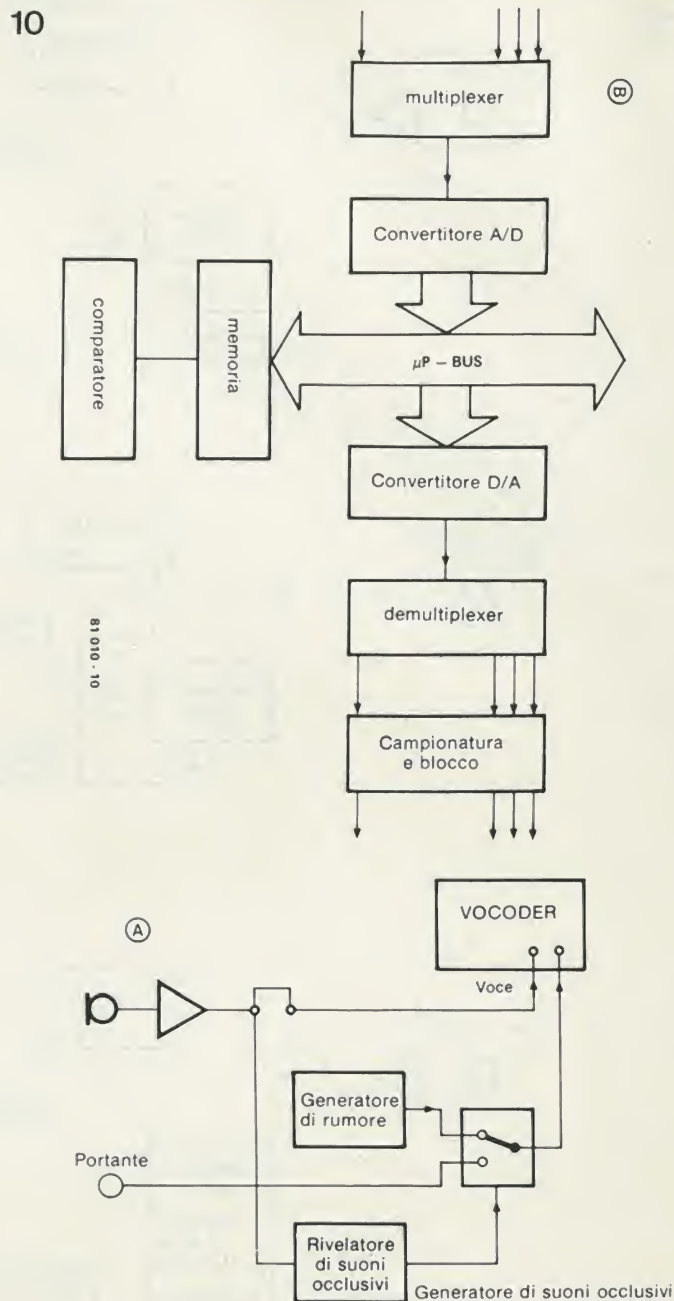 10
multiplexer
B
Convertitore A/D
comparatore
memoria
µP – BUS
Convertitore D/A
demultiplexer
81 010 - 10
Campionatura
e blocco
VOCODER
A
Voce
Generatore
di rumore
Portante
Rivelatore
di suoni
occlusivi
Generatore di suoni occlusivi